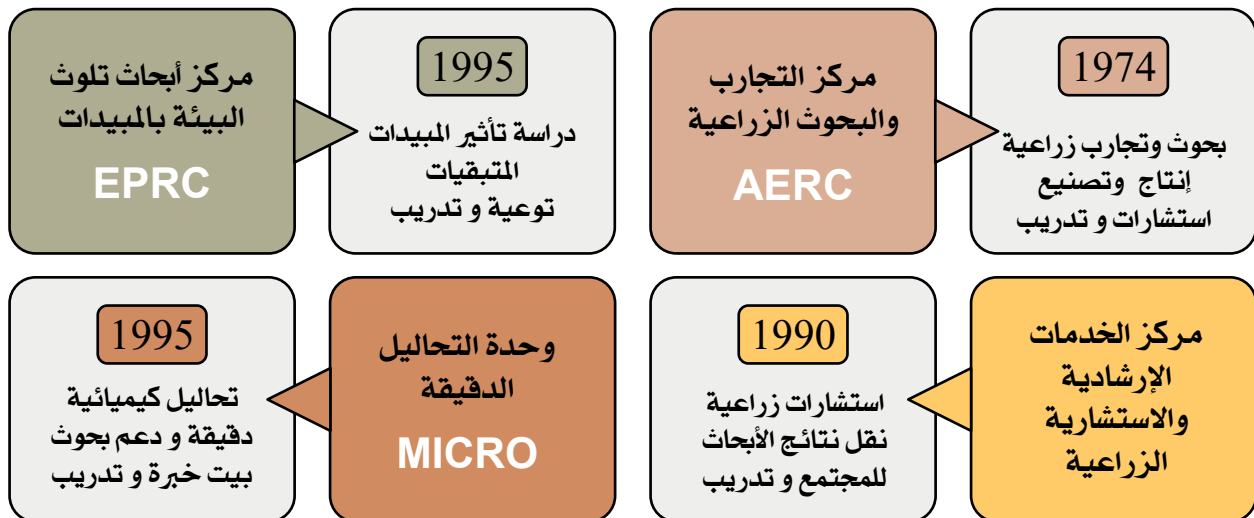 مركز التجارب
والبحوث الزراعية
AERC
1974
بحوث وتجارب زراعية
إنتاج وتصنيع
استشارات و تدريب
مركز أبحاث تلوث
البيئة بالمبيدات
EPRC
1995
دراسة تأثير المبيدات
المتبقيات
توعية و تدريب
مركز الخدمات
الإرشادية
والاستشارية
الزراعية
1990
استشارات زراعية
نقل نتائج الأبحاث
للمجتمع و تدريب
وحدة التحاليل
الدقيقة
MICRO
1995
تحاليل كيميائية
دقيقة و دعم بحوث
بيت خبرة و تدريب